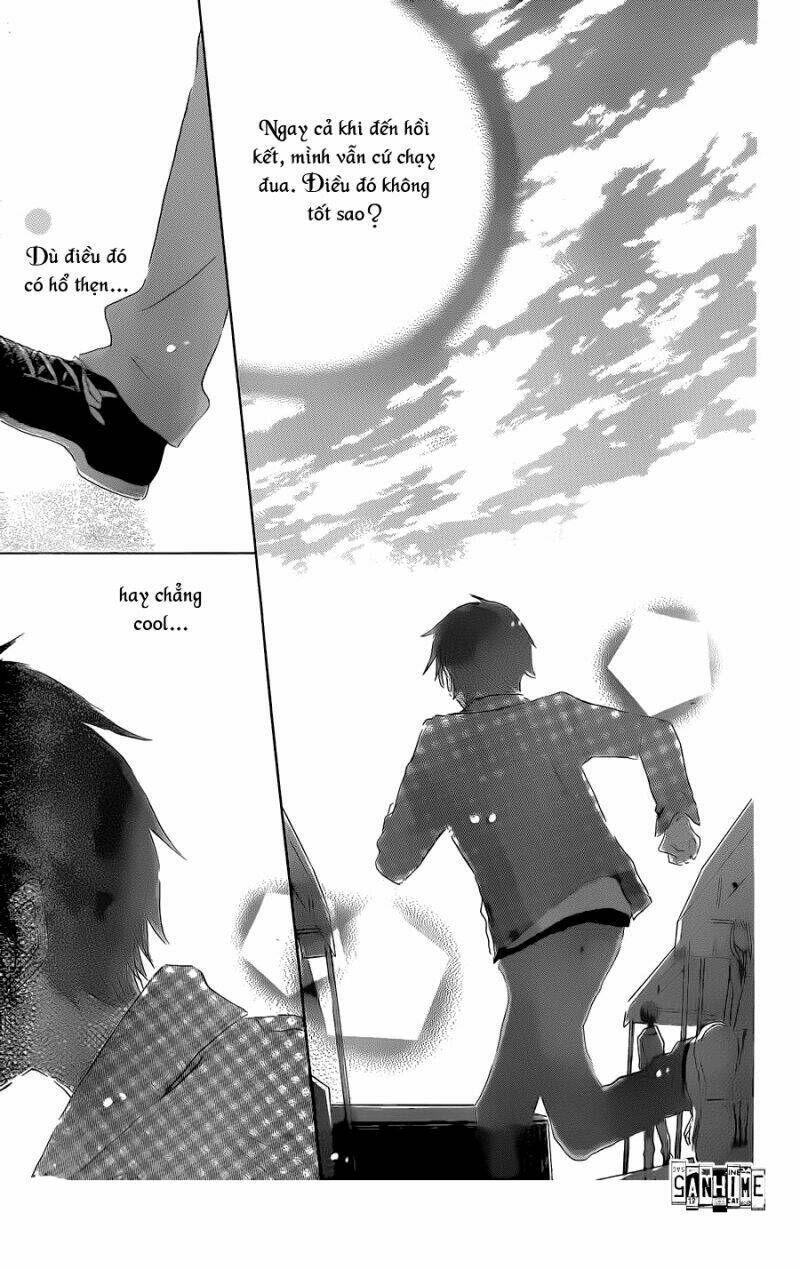 Ngay cả khi đến hồi
kết, mình vẫn cứ chạy
đua. Điều đó không
tốt sao?
Dù điều đó
có hổ thẹn...
hay chẳng
cool...
SANHIME